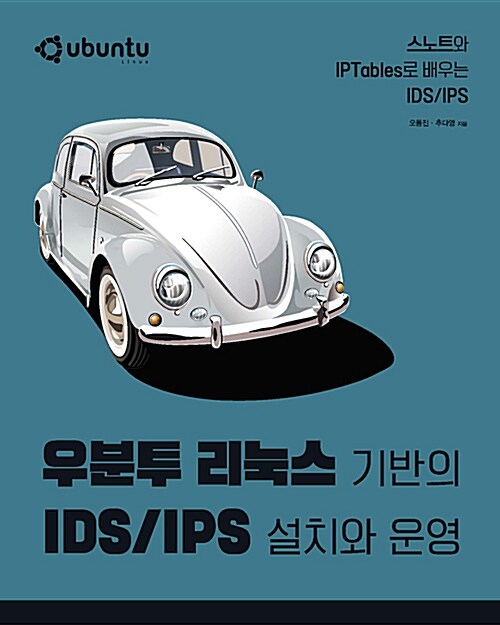 ubuntu
Linux
스노트와
IPTables로 배우는
IDS/IPS
오동진 · 추다영 지음
우분투 리눅스 기반의
IDS/IPS 설치와 운영